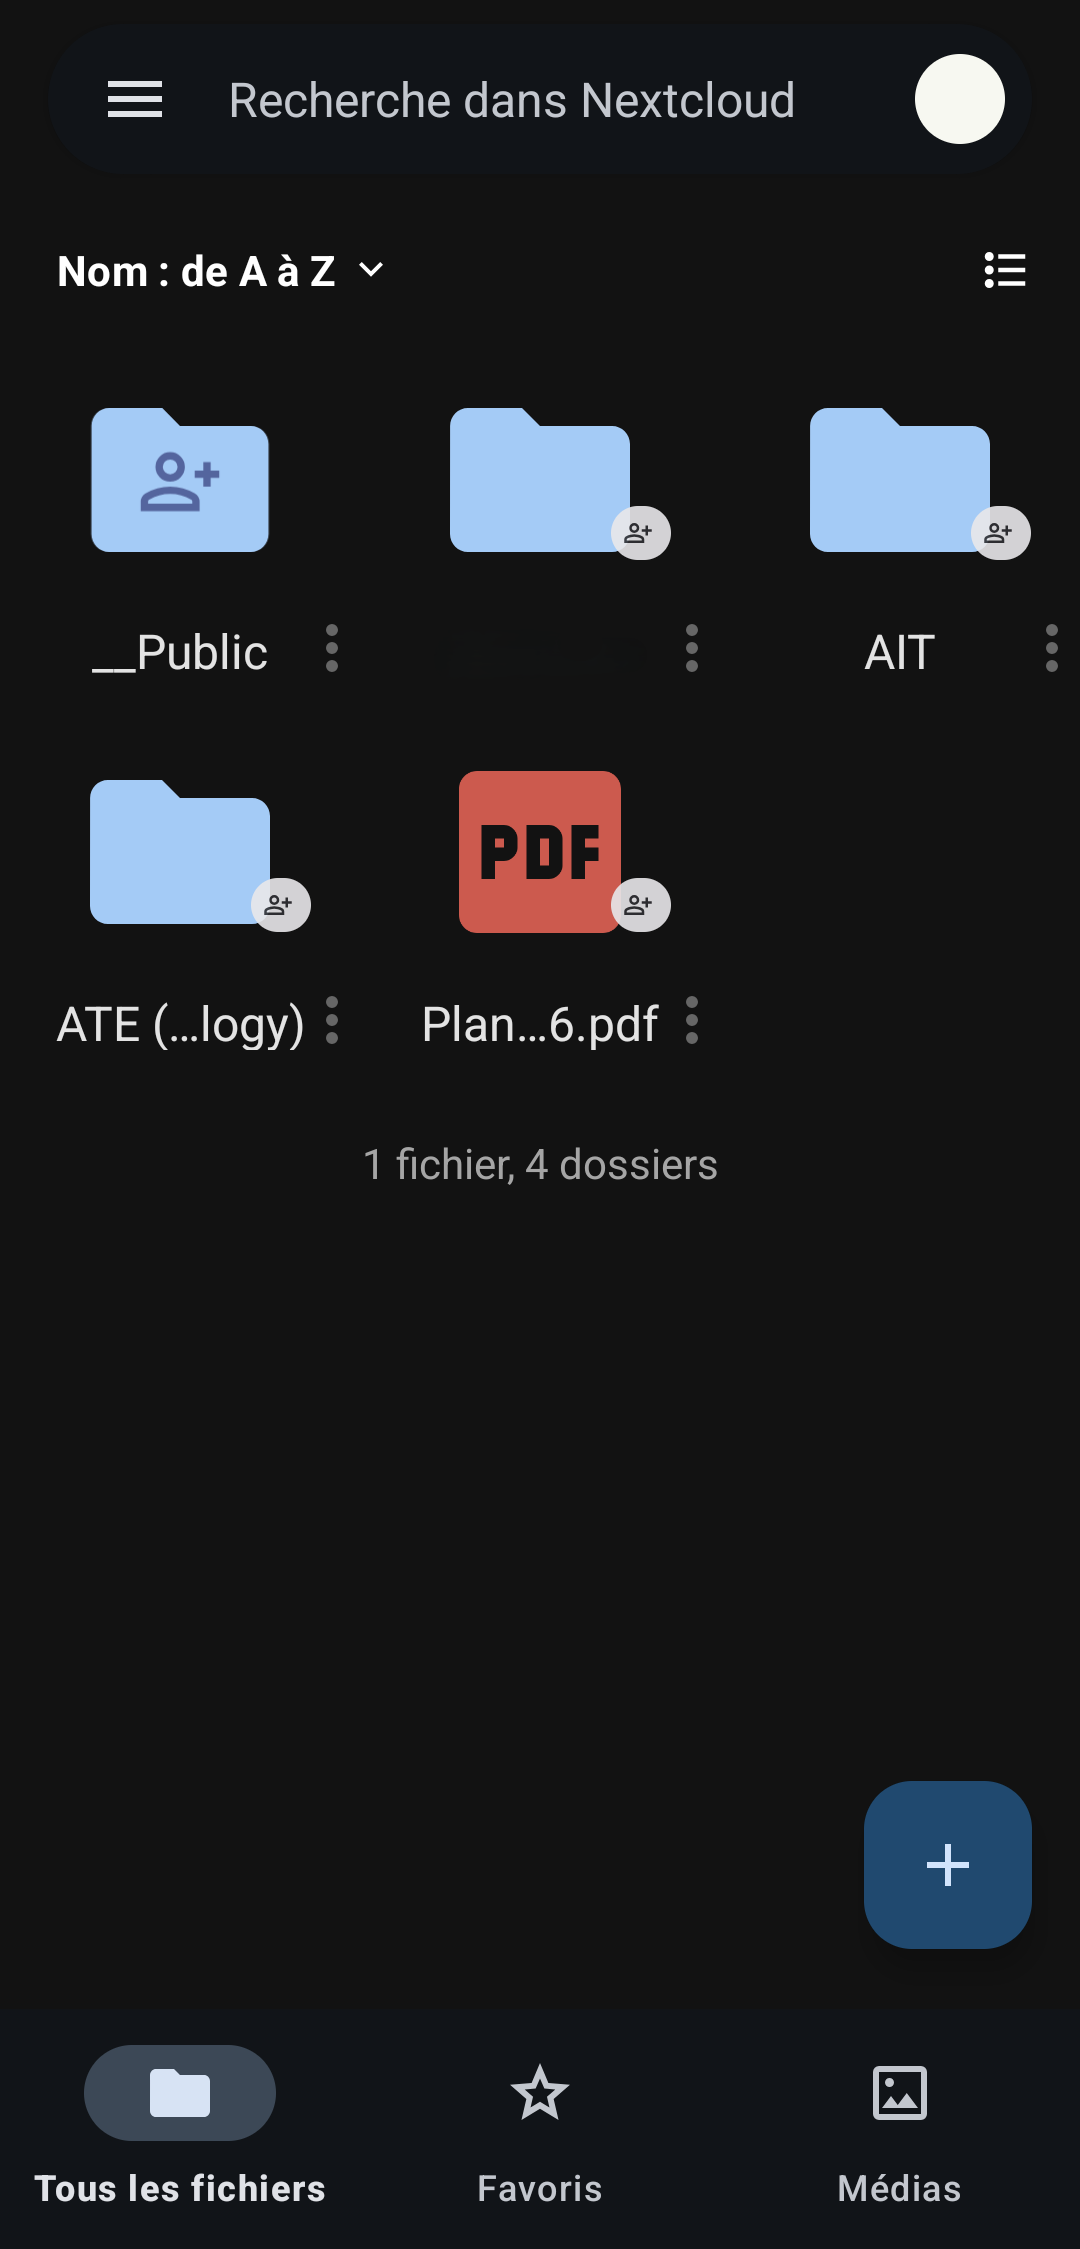 Recherche dans Nextcloud
Nom : de A à Z
__Public
AIT
PDF
ATE (...logy)
Plan...6.pdf
1 fichier, 4 dossiers
Tous les fichiers
Favoris
Médias